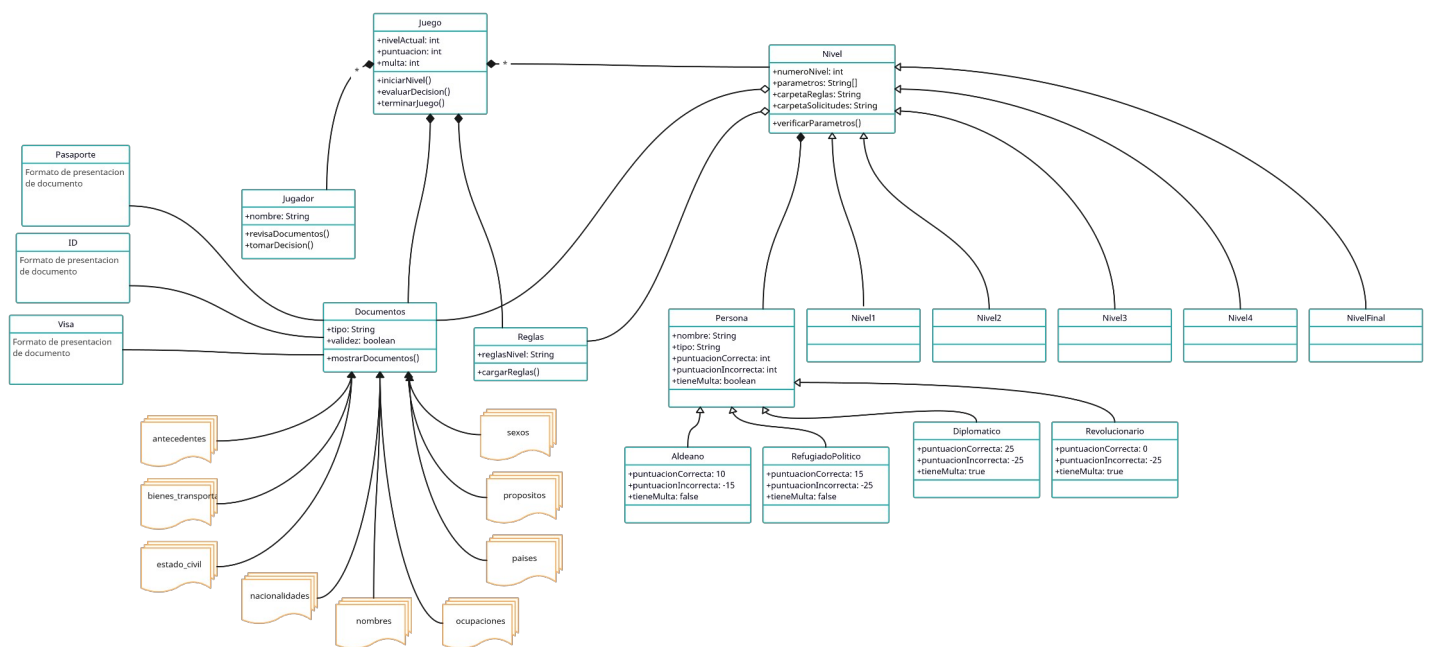 Juego
+nivelActual: int
+puntuacion: int
+multa: int
+iniciarNivel()
+evaluarDecision()
+terminarJuego()
*
*
Nivel
+numeroNivel: int
+parametros: String[]
+carpetaReglas: String
+carpetaSolicitudes: String
+verificarParametros()
Pasaporte
Formato de presentacion
de documento
Jugador
+nombre: String
+revisaDocumentos()
+tomarDecision()
ID
Formato de presentacion
de documento
Visa
Formato de presentacion
de documento
Documentos
+tipo: String
+validez: boolean
+mostrarDocumentos()
Reglas
+reglasNivel: String
+cargarReglas()
Persona
+nombre: String
+tipo: String
+puntuacionCorrecta: int
+puntuacionIncorrecta: int
+tieneMulta: boolean
Nivel1
Nivel2
Nivel3
Nivel4
NivelFinal
Aldeano
+puntuacionCorrecta: 10
+puntuacionIncorrecta: -15
+tieneMulta: false
RefugiadoPolitico
+puntuacionCorrecta: 15
+puntuacionIncorrecta: -25
+tieneMulta: false
Diplomatico
+puntuacionCorrecta: 25
+puntuacionIncorrecta: -25
+tieneMulta: true
Revolucionario
+puntuacionCorrecta: 0
+puntuacionIncorrecta: -25
+tieneMulta: true
antecedentes
bienes_transporta
estado_civil
nacionalidades
nombres
ocupaciones
sexos
propositos
paises